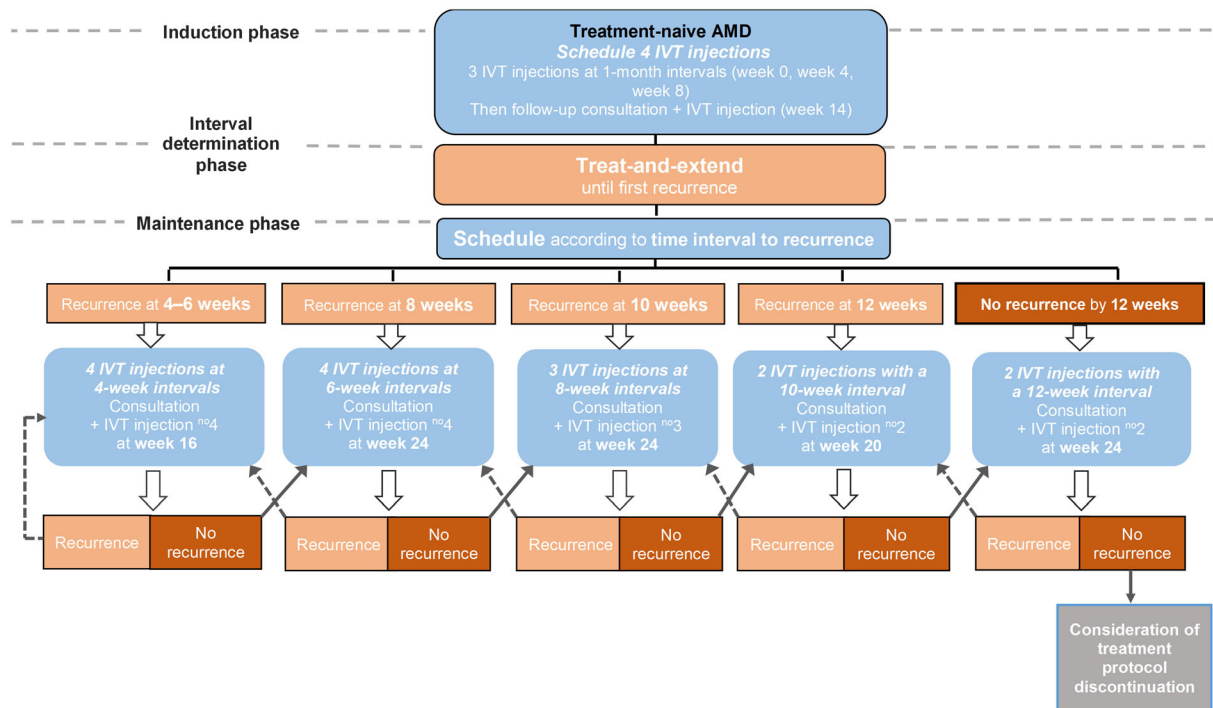 Induction phase
Treatment-naive AMD
Schedule 4 IVT injections
3 IVT injections at 1-month intervals (week 0, week 4,
week 8)
Then follow-up consultation + IVT injection (week 14)
Interval
determination
phase
Treat-and-extend
until first recurrence
Maintenance phase
Schedule according to time interval to recurrence
Recurrence at 4–6 weeks
Recurrence at 8 weeks
Recurrence at 10 weeks
Recurrence at 12 weeks
No recurrence by 12 weeks
4 IVT injections at
4-week intervals
Consultation
+ IVT injection nº4
at week 16
4 IVT injections at
6-week intervals
Consultation
+ IVT injection nº4
at week 24
3 IVT injections at
8-week intervals
Consultation
+ IVT injection nº3
at week 24
2 IVT injections with a
10-week interval
Consultation
+ IVT injection nº2
at week 20
2 IVT injections with
a 12-week interval
Consultation
+ IVT injection nº2
at week 24
Recurrence
No
recurrence
Recurrence
No
recurrence
Recurrence
No
recurrence
Recurrence
No
recurrence
Recurrence
No
recurrence
Consideration of
treatment
protocol
discontinuation